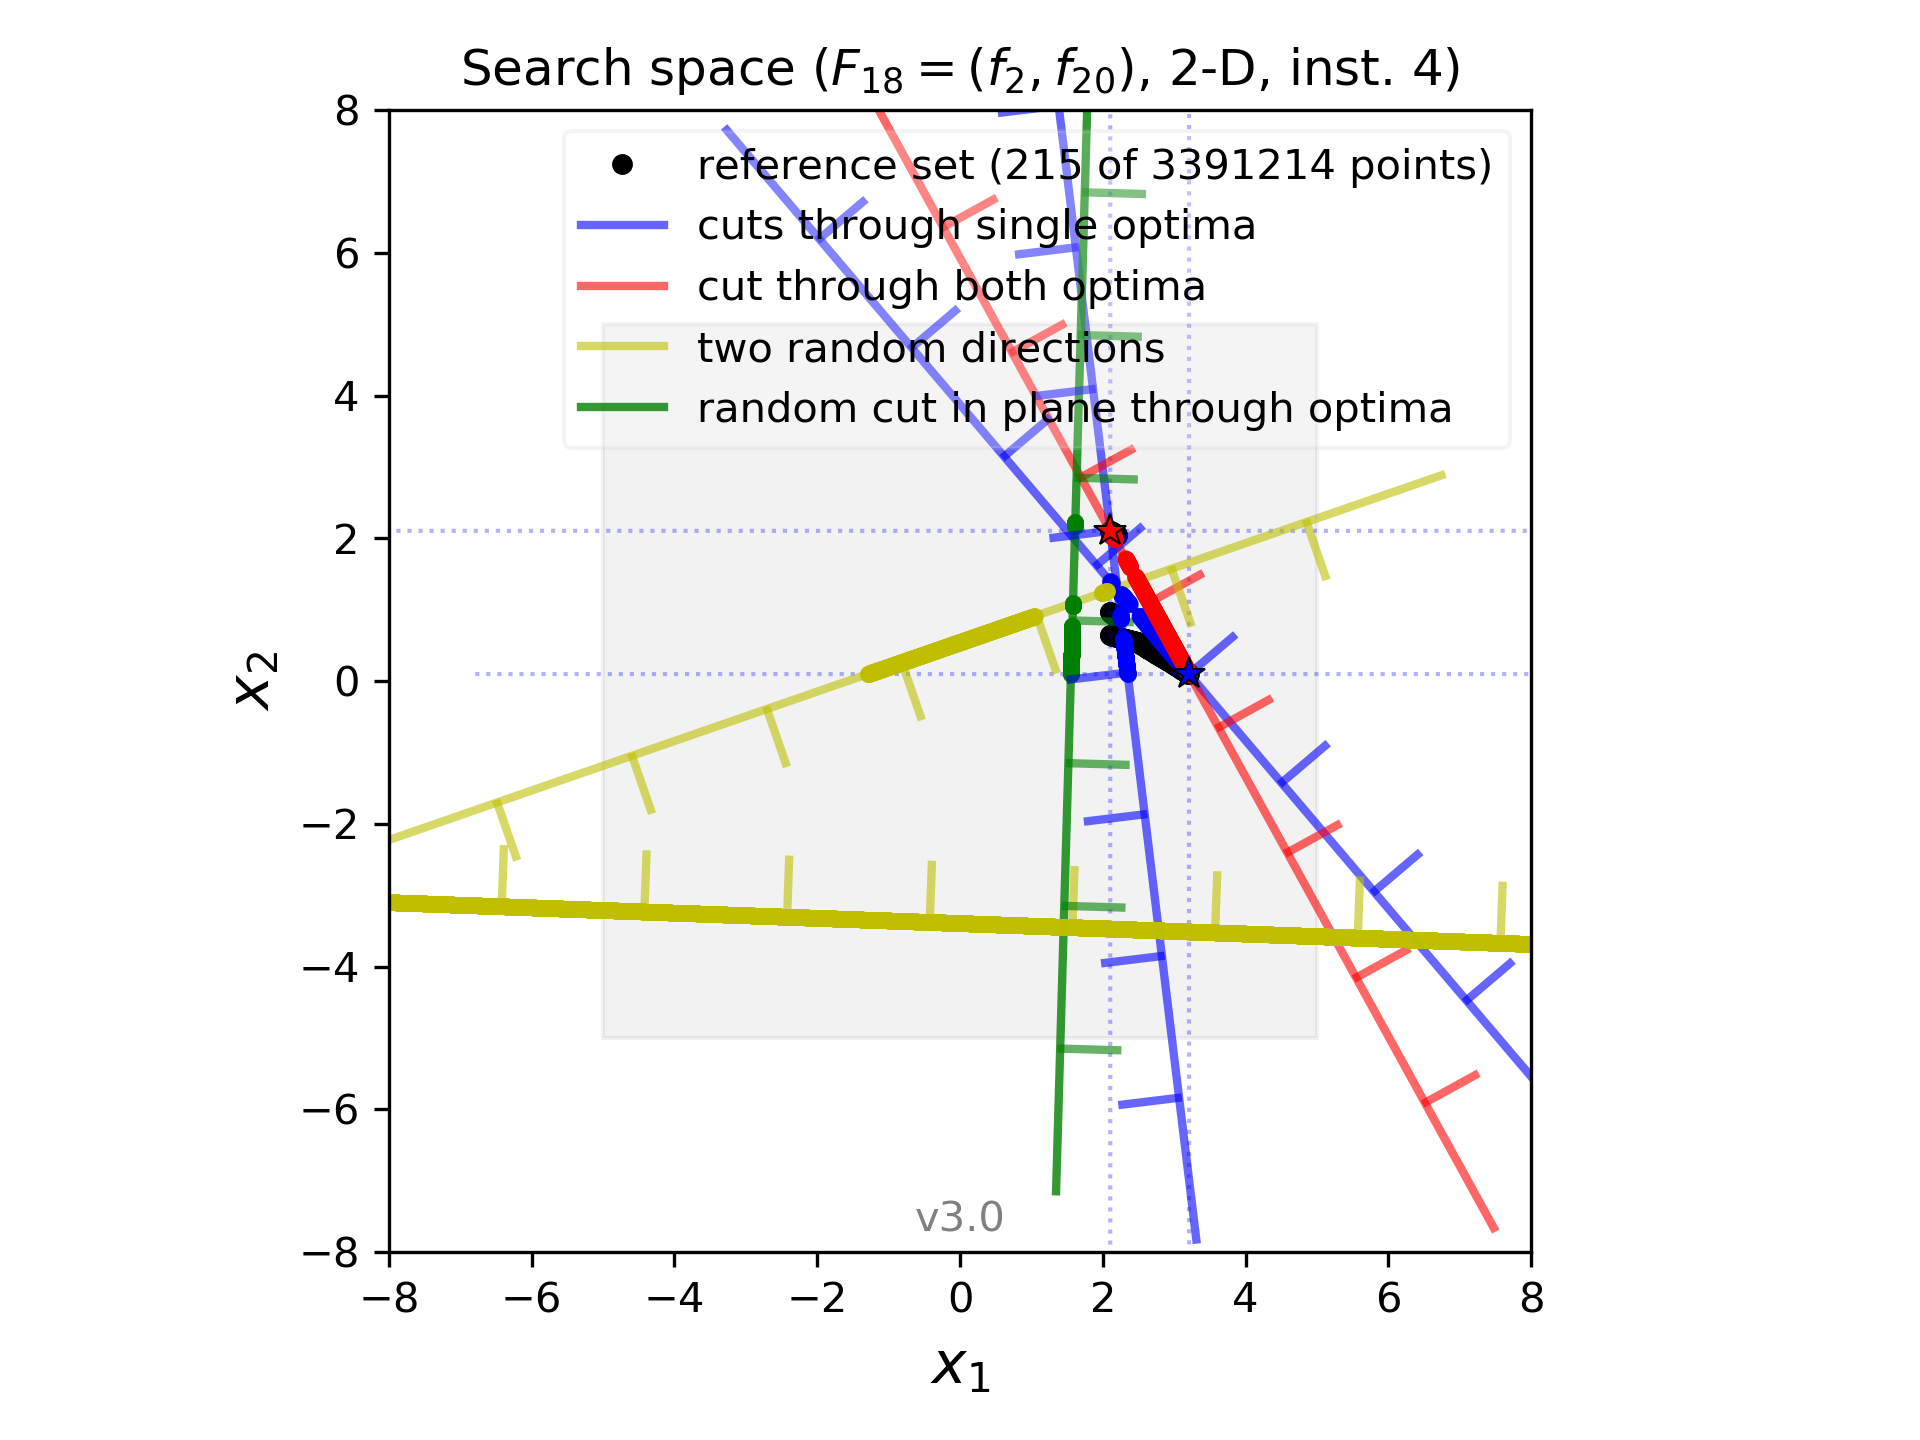 Search space (F₁₈ = (f₂, f₂₀), 2-D, inst. 4)
reference set (215 of 3391214 points)
cuts through single optima
cut through both optima
two random directions
random cut in plane through optima
8
6
4
2
0
−2
−4
−6
−8
x₂
v3.0
−8 −6 −4 −2 0 2 4 6 8
x₁